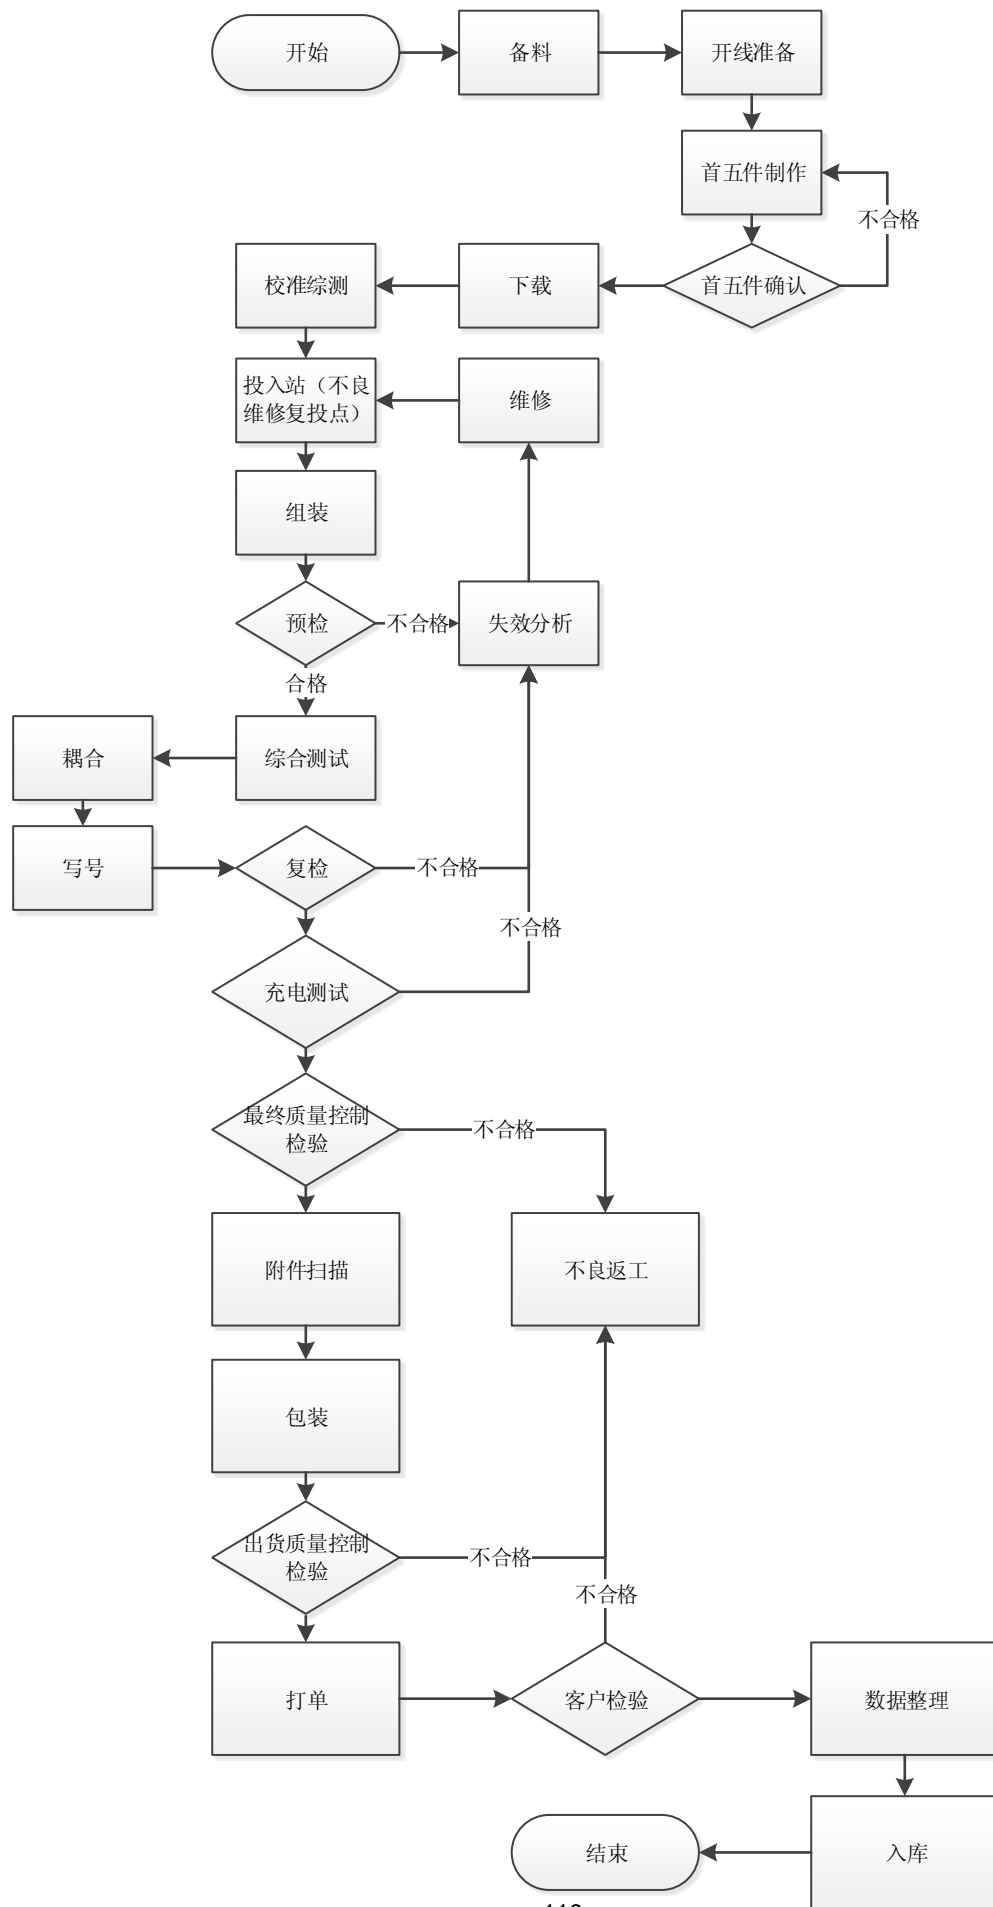 开始
备料
开线准备
首五件制作
不合格
校准综测
下载
首五件确认
投入站（不良
维修复投点）
维修
组装
预检
不合格
失效分析
合格
耦合
综合测试
写号
复检
不合格
不合格
充电测试
最终质量控制
检验
不合格
附件扫描
不良返工
包装
出货质量控制
检验
不合格
不合格
打单
客户检验
数据整理
结束
入库